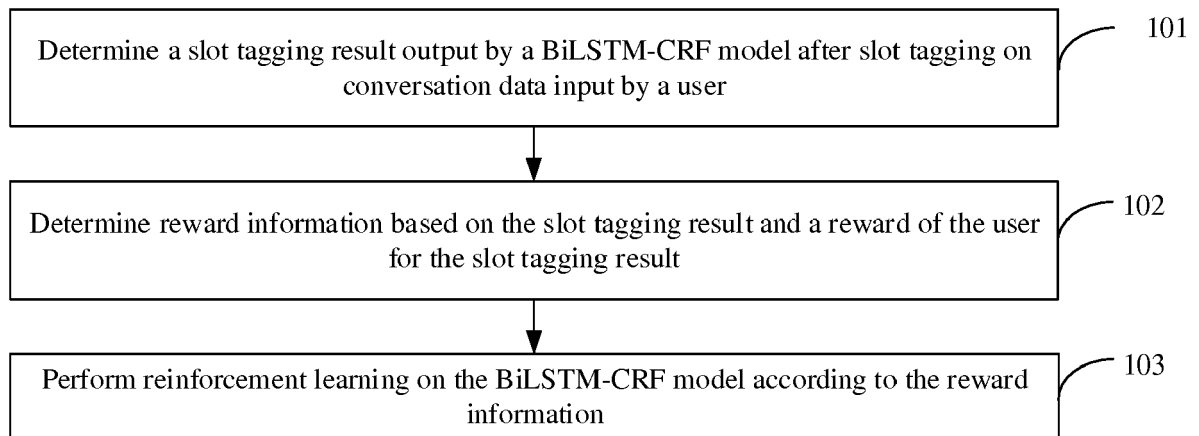 Determine a slot tagging result output by a BiLSTM-CRF model after slot tagging on
conversation data input by a user
101
Determine reward information based on the slot tagging result and a reward of the user
for the slot tagging result
102
Perform reinforcement learning on the BiLSTM-CRF model according to the reward
information
103